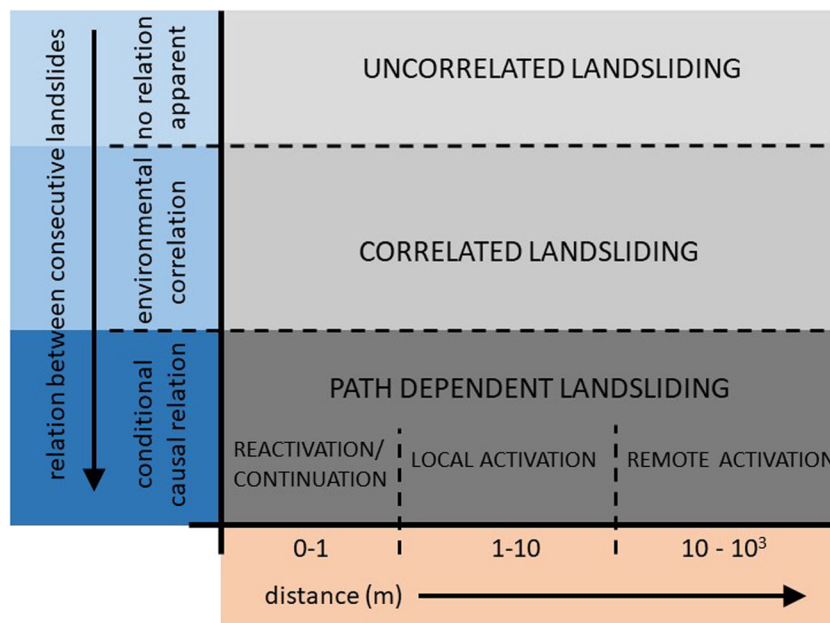 relation between consecutive landslides
no relation
apparent
environmental
correlation
conditional
causal relation
UNCORRELATED LANDSLIDING
CORRELATED LANDSLIDING
PATH DEPENDENT LANDSLIDING
REACTIVATION/
CONTINUATION
LOCAL ACTIVATION
REMOTE ACTIVATION
0-1
1-10
10 - 10³
distance (m)